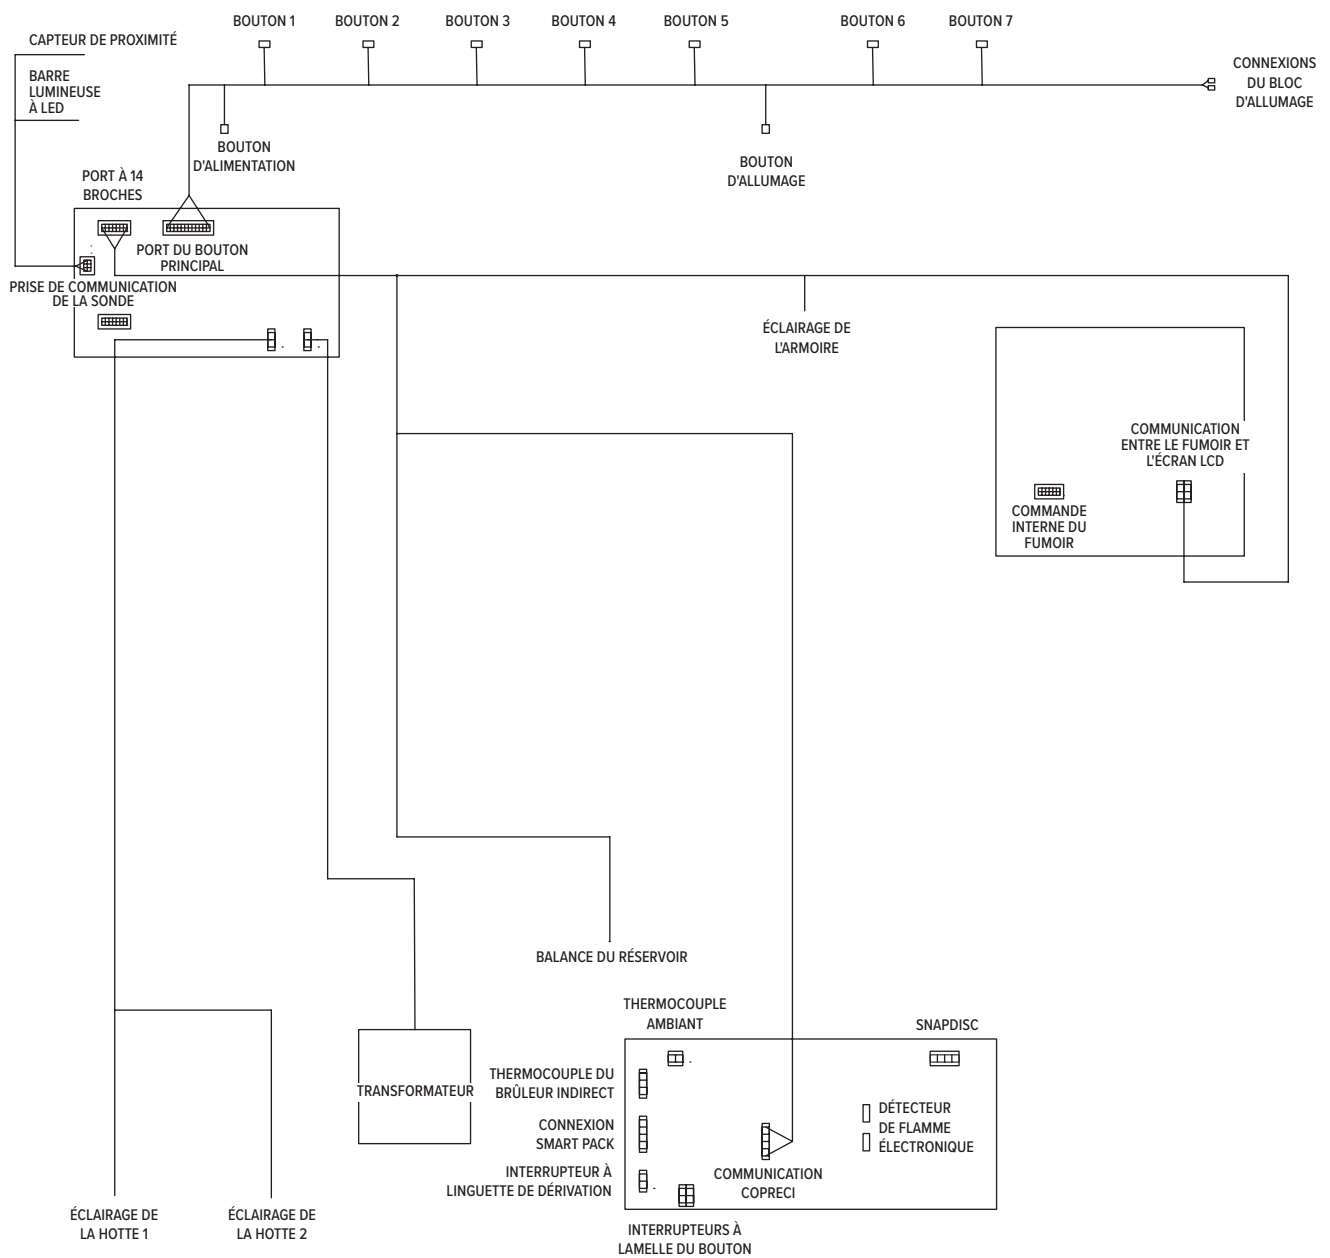 BOUTON 1
BOUTON 2
BOUTON 3
BOUTON 4
BOUTON 5
BOUTON 6
BOUTON 7
CAPTEUR DE PROXIMITÉ
BARRE
LUMINEUSE
À LED
CONNEXIONS
DU BLOC
D'ALLUMAGE
BOUTON
D'ALIMENTATION
BOUTON
D'ALLUMAGE
PORT À 14
BROCHES
PORT DU BOUTON
PRINCIPAL
PRISE DE COMMUNICATION
DE LA SONDE
ÉCLAIRAGE DE
L'ARMOIRE
COMMUNICATION
ENTRE LE FUMOIR ET
L'ÉCRAN LCD
COMMANDE
INTERNE DU
FUMOIR
BALANCE DU RÉSERVOIR
THERMOCOUPLE
AMBIANT
SNAPDISC
TRANSFORMATEUR
THERMOCOUPLE DU
BRÛLEUR INDIRECT
CONNEXION
SMART PACK
INTERRUPTEUR À
LINGUETTE DE DÉRIVATION
DÉTECTEUR
DE FLAMME
ÉLECTRONIQUE
COMMUNICATION
COPRECI
INTERRUPTEURS À
LAMELLE DU BOUTON
ÉCLAIRAGE DE
LA HOTTE 1
ÉCLAIRAGE DE
LA HOTTE 2